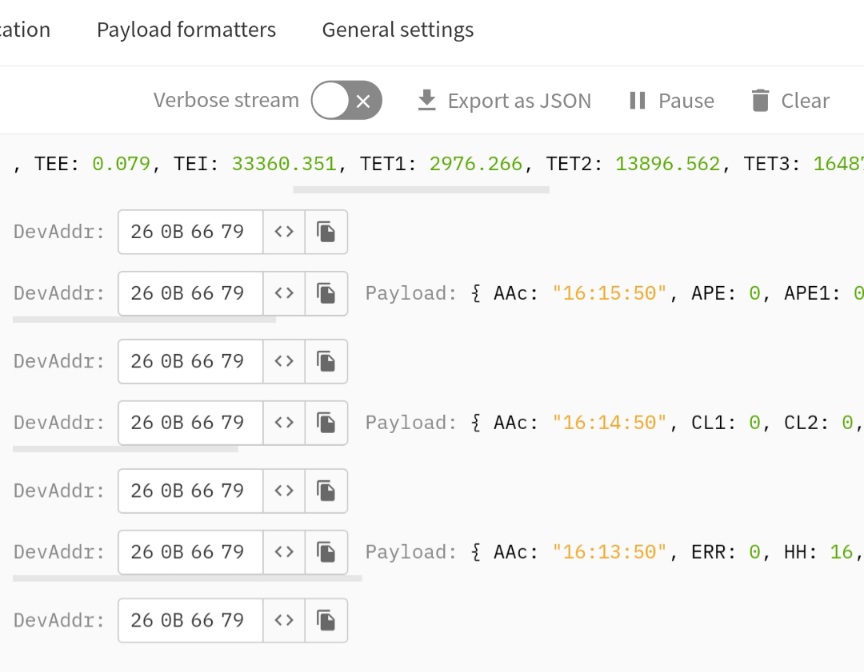 Payload formatters General settings
Verbose stream Export as JSON Pause Clear
, TEE: 0.079, TEI: 33360.351, TET1: 2976.266, TET2: 13896.562, TET3:
DevAddr: 26 0B 66 79 <>
DevAddr: 26 0B 66 79 <> Payload: { AAc: "16:15:50", APE: 0, APE1: 0
DevAddr: 26 0B 66 79 <>
DevAddr: 26 0B 66 79 <> Payload: { AAc: "16:14:50", CL1: 0, CL2: 0,
DevAddr: 26 0B 66 79 <>
DevAddr: 26 0B 66 79 <> Payload: { AAc: "16:13:50", ERR: 0, HH: 16,
DevAddr: 26 0B 66 79 <>